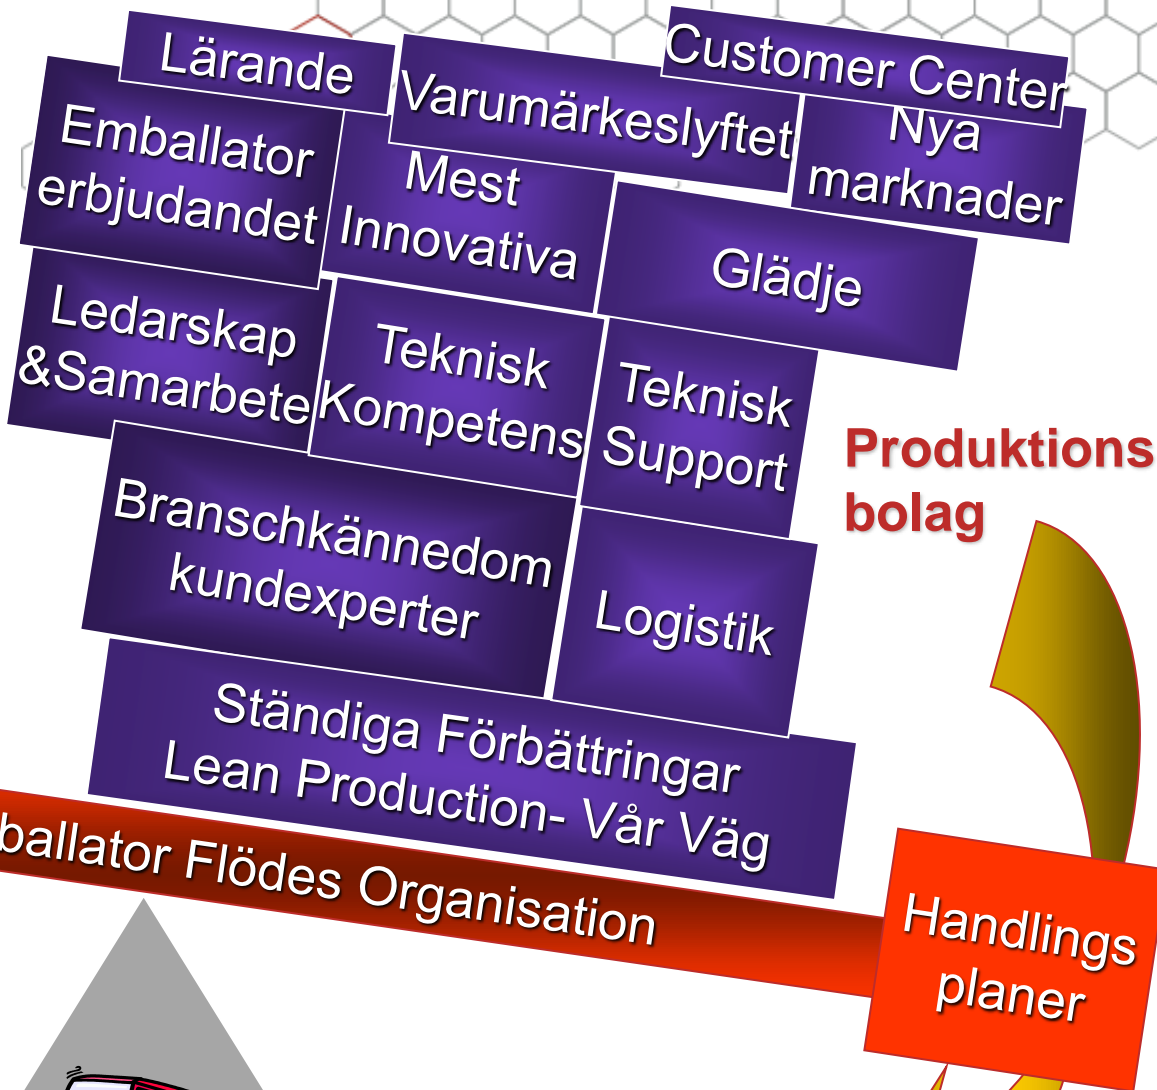 Lärande
Customer Center
Varumärkeslyftet
Nya
marknader
Emballator
erbjudandet
Mest
Innovativa
Glädje
Ledarskap
&Samarbete
Teknisk
Kompetens
Teknisk
Support
Produktions
bolag
Branschkännedom
kundexperter
Logistik
Ständiga Förbättringar
Lean Production- Vår Väg
ballator Flödes Organisation
Handlings
planer